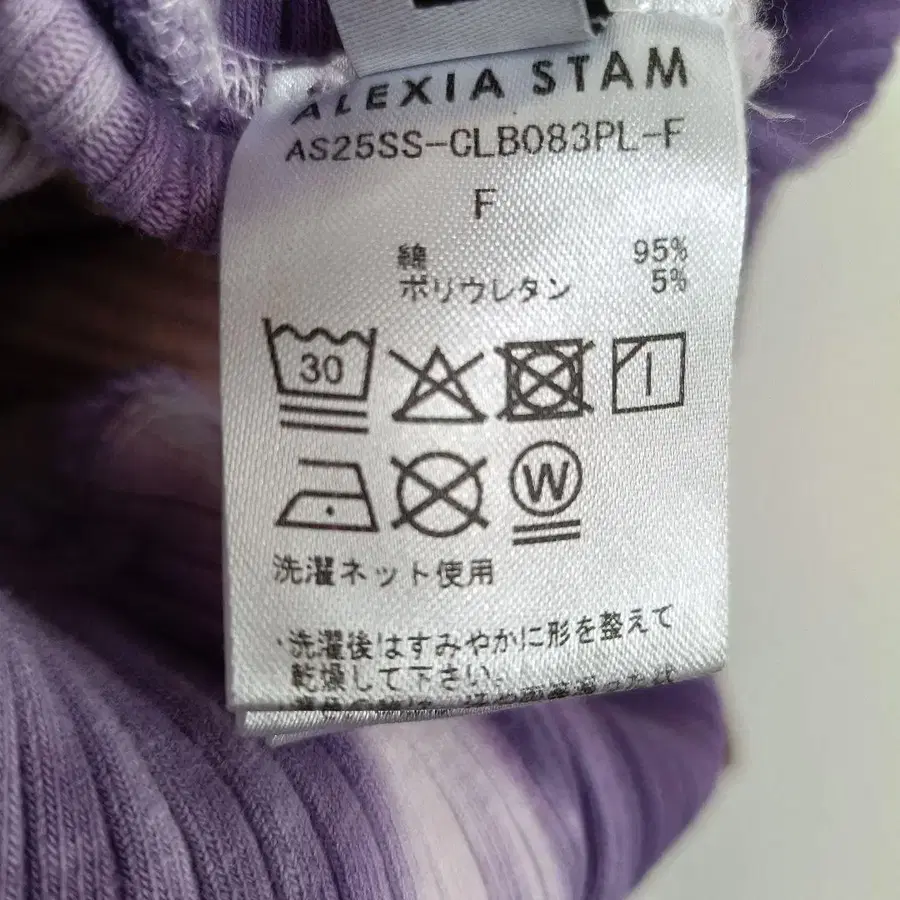 ALEXIA STAM
AS25SS-CLB083PL-F
F
綿 95%
ポリウレタン 5%
30
W
洗濯ネット使用
・洗濯後はすみやかに形を整えて
乾燥して下さい。